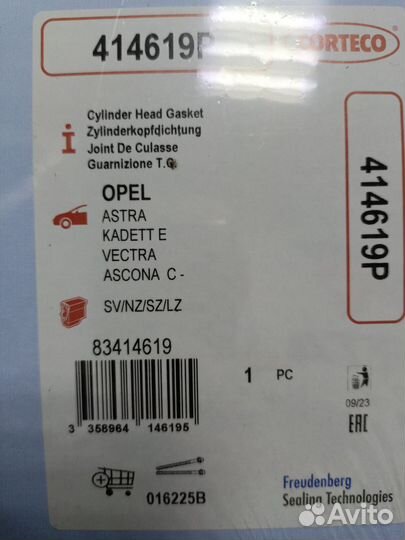 414619P
CORTECO
Cylinder Head Gasket
Zylinderkopfdichtung
Joint De Culasse
Guarnizione T.C.
414619P
OPEL
ASTRA
KADETT E
VECTRA
ASCONA C -
SV/NZ/SZ/LZ
83414619
1 PC
3 358964 146195
09/23
EAC
016225B
Freudenberg
Sealing Technologies
Avito